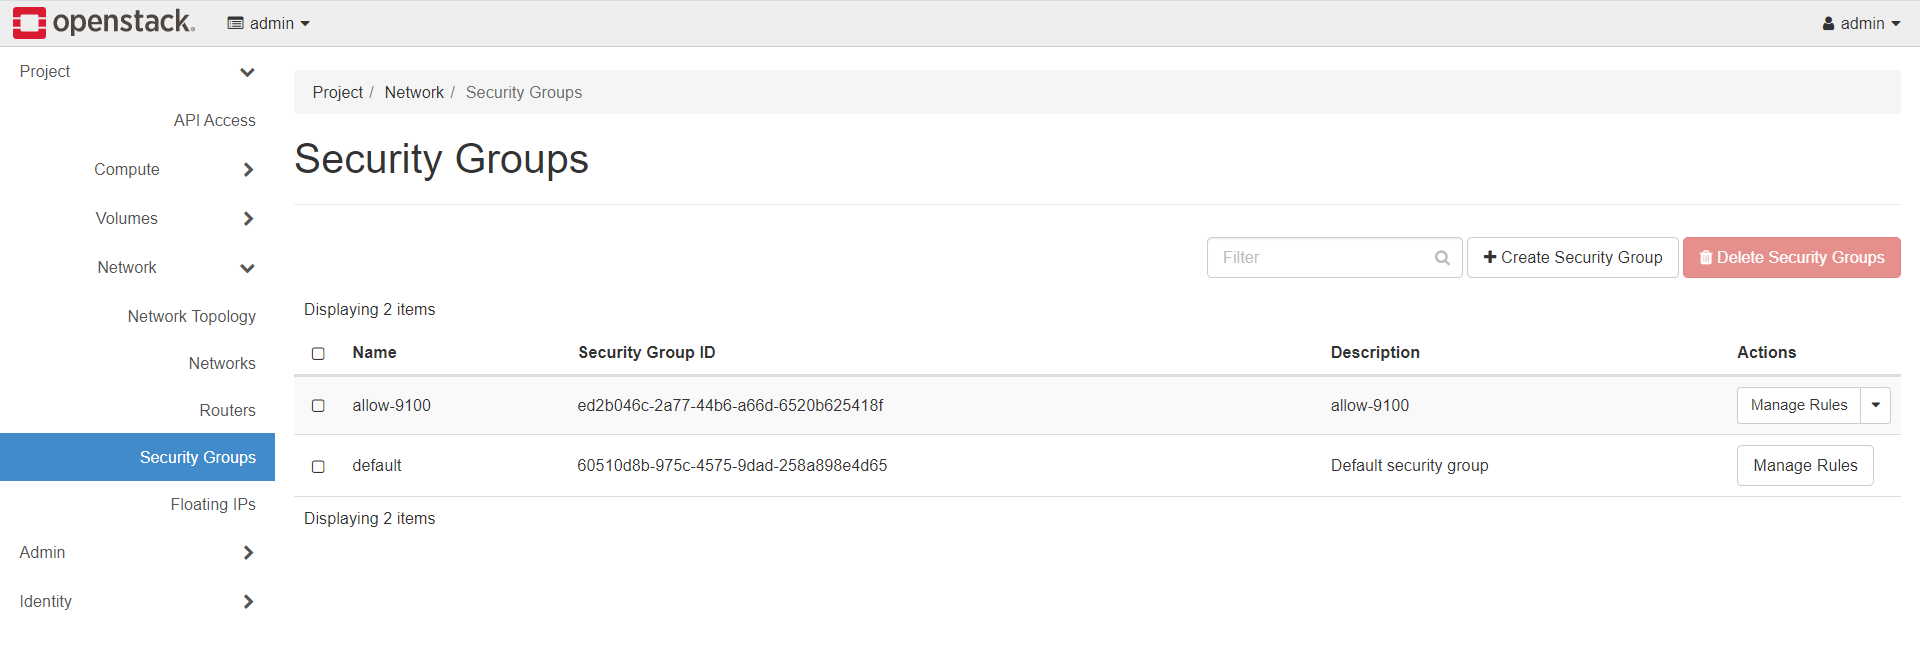 openstack. admin admin
Project
API Access
Compute
Volumes
Network
Network Topology
Networks
Routers
Security Groups
Floating IPs
Admin
Identity
Project / Network / Security Groups
Security Groups
Filter Create Security Group Delete Security Groups
Displaying 2 items
Name Security Group ID Description Actions
allow-9100 ed2b046c-2a77-44b6-a66d-6520b625418f allow-9100 Manage Rules
default 60510d8b-975c-4575-9dad-258a898e4d65 Default security group Manage Rules
Displaying 2 items